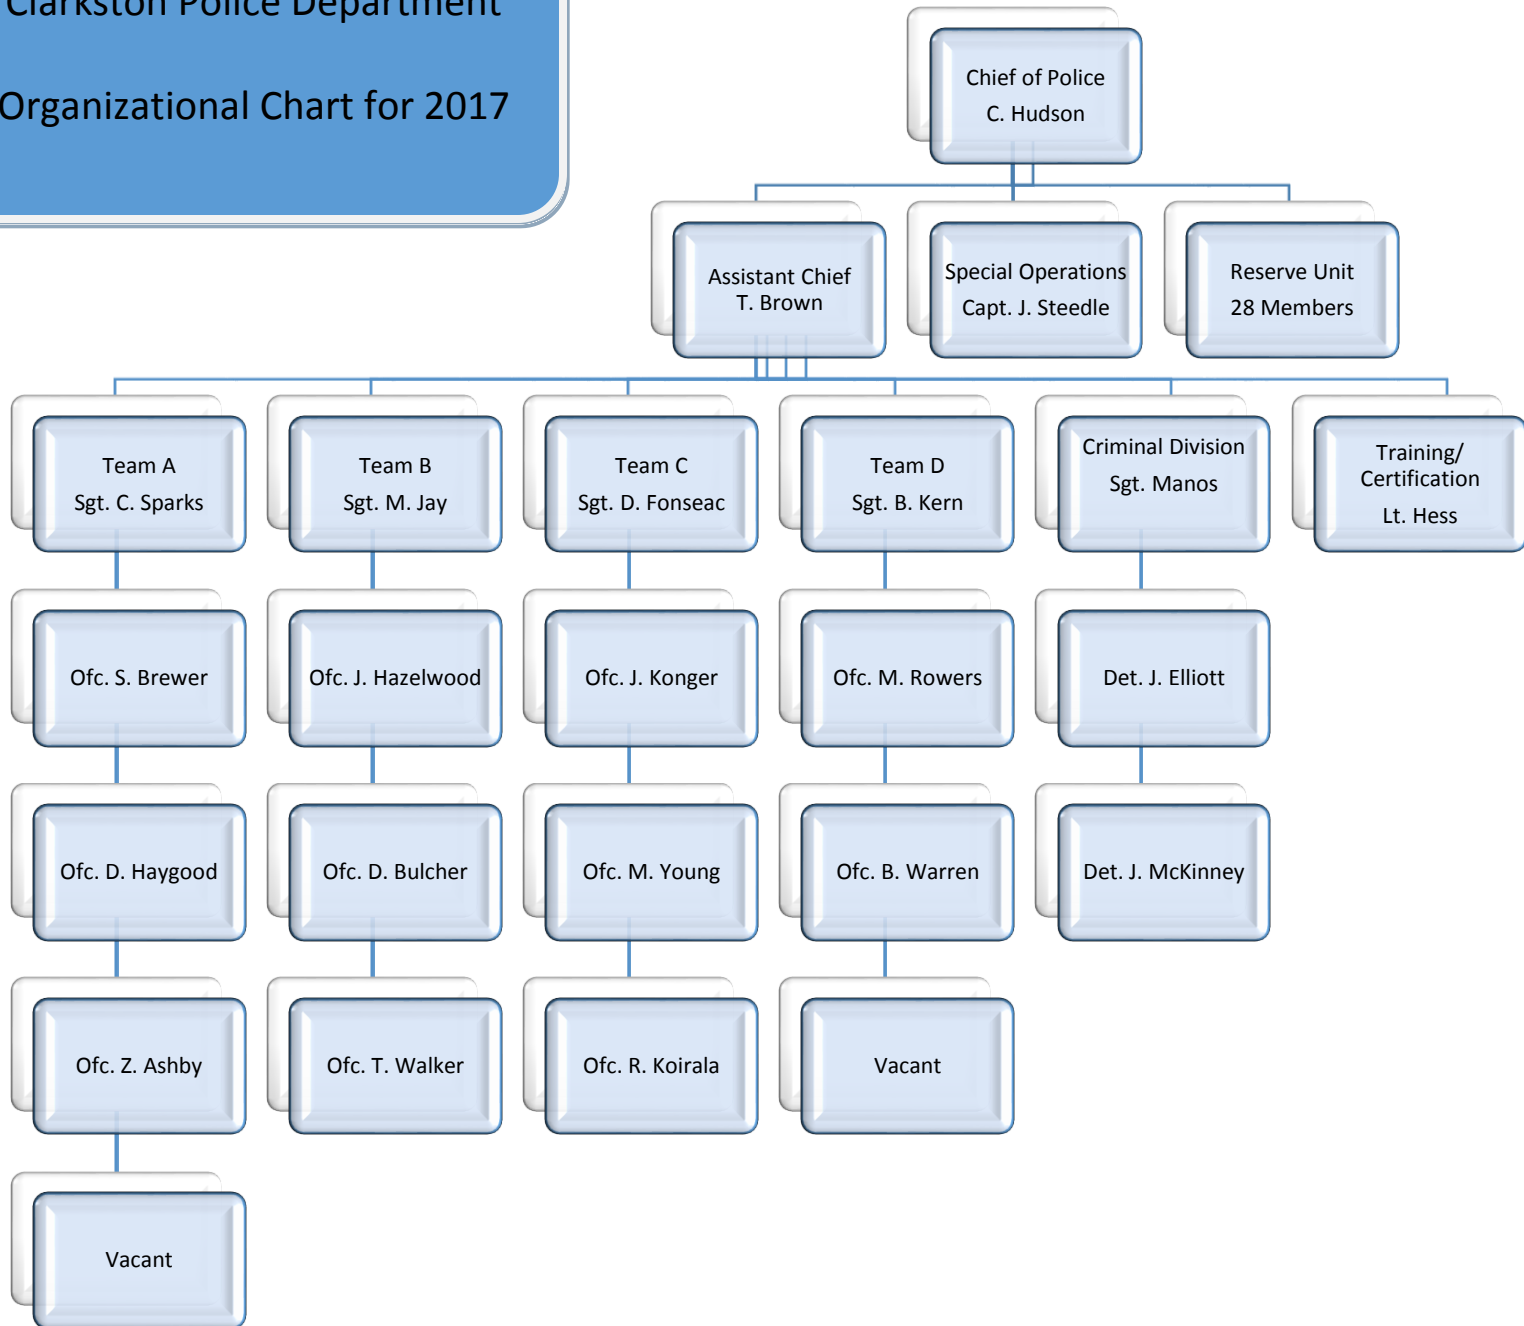 Clarkston Police Department
Organizational Chart for 2017
Chief of Police
C. Hudson
Assistant Chief
T. Brown
Special Operations
Capt. J. Steedle
Reserve Unit
28 Members
Team A
Sgt. C. Sparks
Team B
Sgt. M. Jay
Team C
Sgt. D. Fonseac
Team D
Sgt. B. Kern
Criminal Division
Sgt. Manos
Training/
Certification
Lt. Hess
Ofc. S. Brewer
Ofc. J. Hazelwood
Ofc. J. Konger
Ofc. M. Rowers
Det. J. Elliott
Ofc. D. Haygood
Ofc. D. Bulcher
Ofc. M. Young
Ofc. B. Warren
Det. J. McKinney
Ofc. Z. Ashby
Ofc. T. Walker
Ofc. R. Koirala
Vacant
Vacant